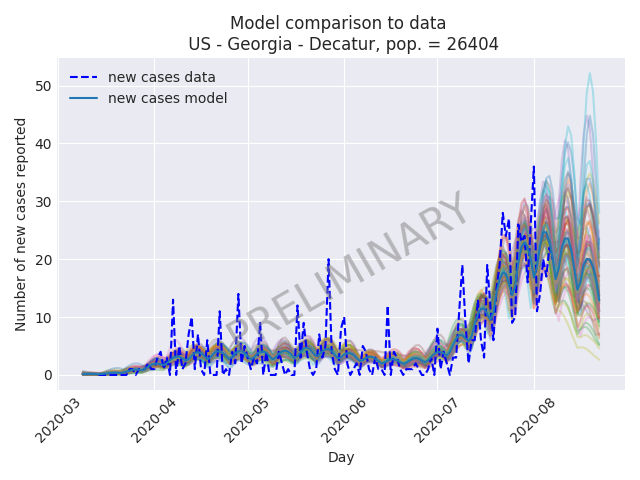 Model comparison to data
US - Georgia - Decatur, pop. = 26404
new cases data
new cases model
Number of new cases reported
50
40
30
20
10
0
PRELIMINARY
2020-03
2020-04
2020-05
2020-06
2020-07
2020-08
Day